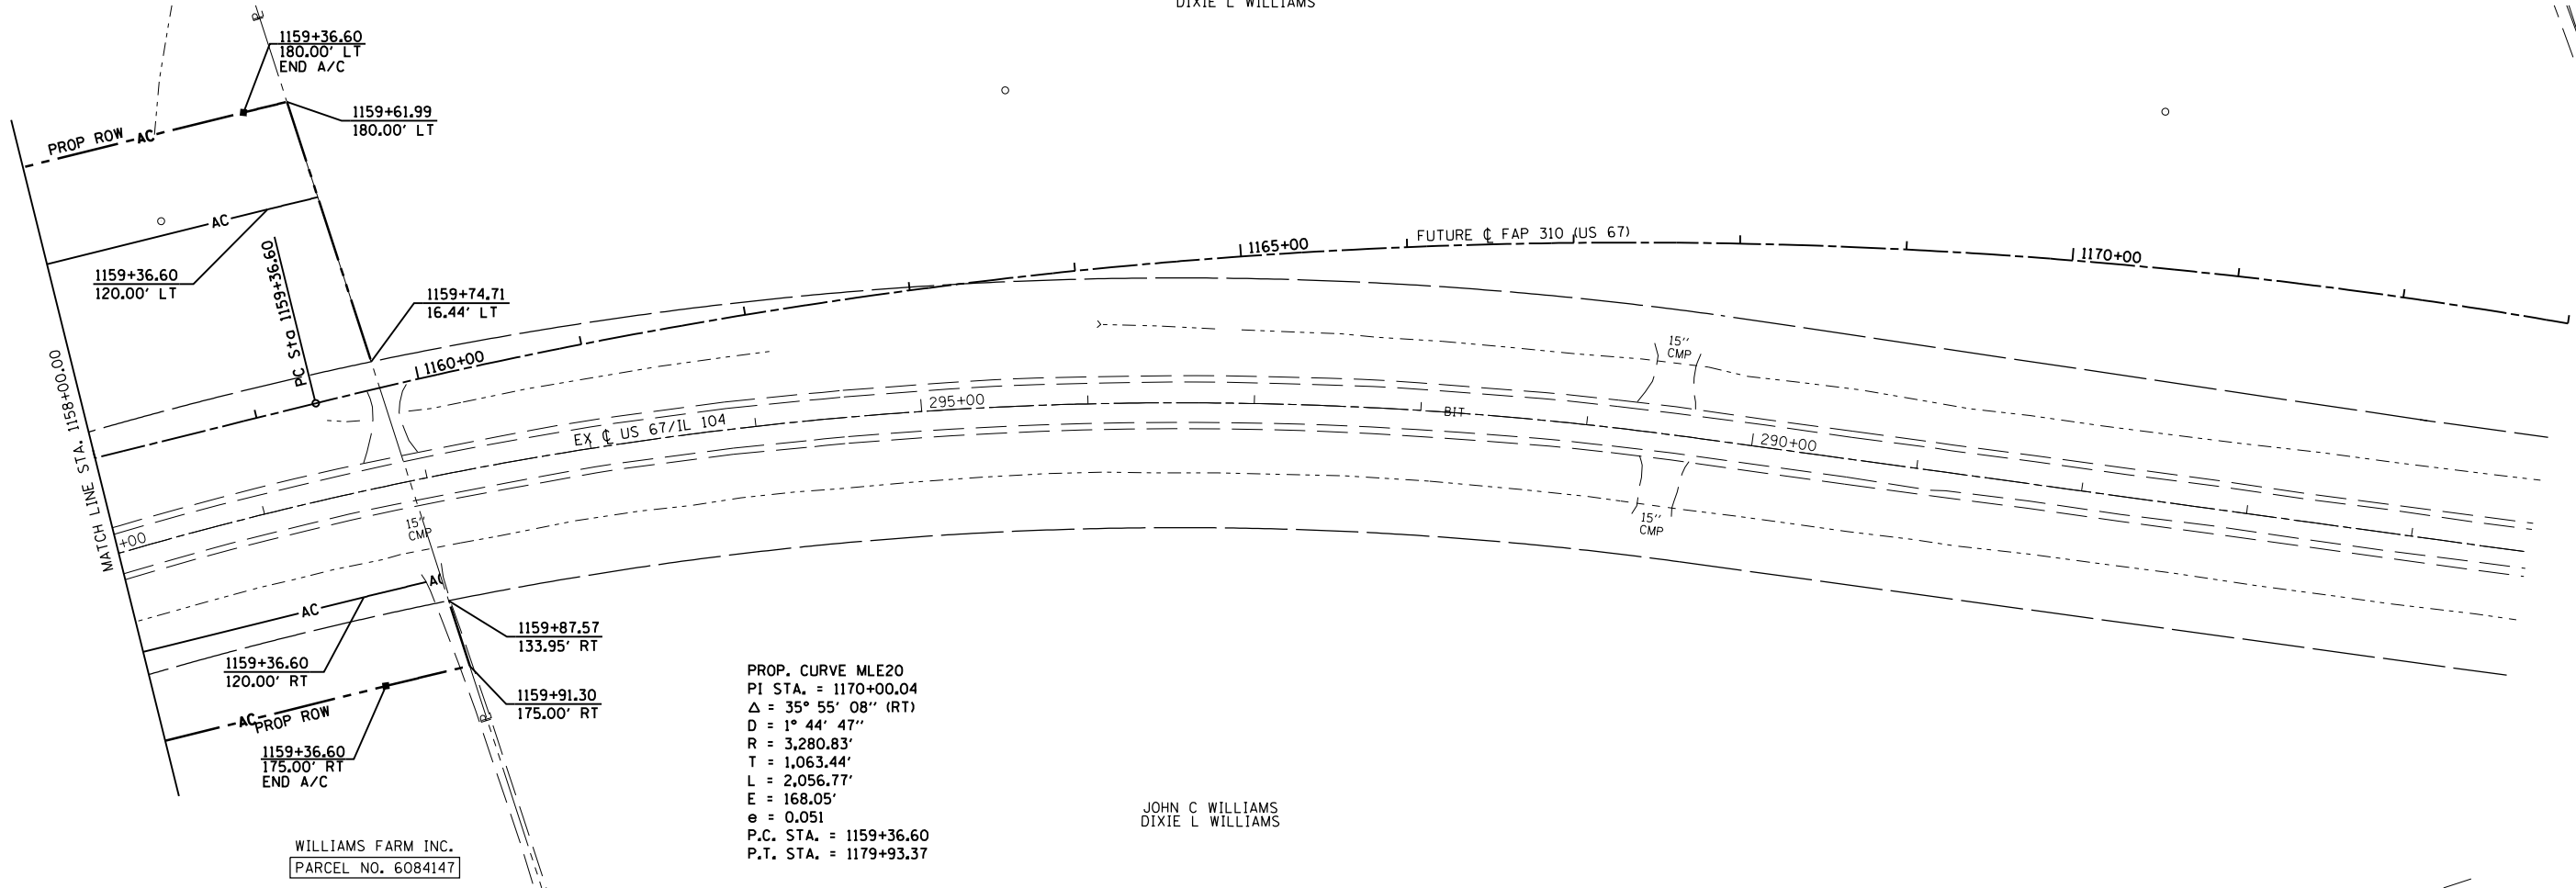 DIXIE L WILLIAMS
P
1159+36.60
180.00' LT
END A/C
1159+61.99
180.00' LT
PROP ROW
AC
AC
1159+36.60
120.00' LT
PC Sta 1159+36.60
1159+74.71
16.44' LT
1160+00
1165+00
FUTURE ℄ FAP 310 (US 67)
1170+00
MATCH LINE STA. 1158+00.00
+00
EX ℄ US 67/IL 104
295+00
BIT
290+00
15"
CMP
15"
CMP
15"
CMP
AC
AC
1159+87.57
133.95' RT
1159+36.60
120.00' RT
1159+91.30
175.00' RT
AC
PROP ROW
1159+36.60
175.00' RT
END A/C
PROP. CURVE MLE20
PI STA. = 1170+00.04
Δ = 35° 55' 08'' (RT)
D = 1° 44' 47''
R = 3,280.83'
T = 1,063.44'
L = 2,056.77'
E = 168.05'
e = 0.051
P.C. STA. = 1159+36.60
P.T. STA. = 1179+93.37
JOHN C WILLIAMS
DIXIE L WILLIAMS
WILLIAMS FARM INC.
PARCEL NO. 6084147